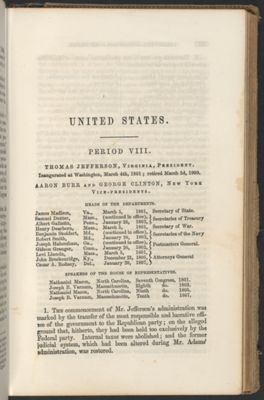 UNITED STATES.
PERIOD VIII.
THOMAS JEFFERSON, VIRGINIA, PRESIDENT.
Inaugurated at Washington, March 4th, 1801; retired March 3d, 1809.
AARON BURR AND GEORGE CLINTON, NEW YORK
VICE-PRESIDENTS.
HEADS OF THE DEPARTMENTS.
James Madison, Va., March 5, 1801, Secretary of State.
Samuel Dexter, Mass., (continued in office), Secretaries of Treasury
Albert Gallatin, Penn., January 26, 1802,
Henry Dearborn, Mass., March 5, 1801, Secretary of War.
Benjamin Stoddert, Md., (continued in office), Secretaries of the Navy
Robert Smith, Md., January 26, 1802,
Joseph Habersham, Ga., (continued in office), Postmasters General.
Gideon Granger, Conn., January 26, 1802,
Levi Lincoln, Mass., March 5, 1801,
John Breckenridge, Ky., December 23, 1805, Attorneys General
Cæsar A. Rodney, Del., January 20, 1807,
SPEAKERS OF THE HOUSE OF REPRESENTATIVES.
Nathaniel Macon, North Carolina, Seventh Congress, 1801.
Joseph B. Varnum, Massachusetts, Eighth do. 1803.
Nathaniel Macon, North Carolina, Ninth do. 1805.
Joseph B. Varnum, Massachusetts, Tenth do. 1807.
1. THE commencement of Mr. Jefferson's administration was
marked by the transfer of the most responsible and lucrative offi-
ces of the government to the Republican party; on the alleged
ground that, hitherto, they had been held too exclusively by the
Federal party. Internal taxes were abolished; and the former
judicial system, which had been altered during Mr. Adams'
administration, was restored.